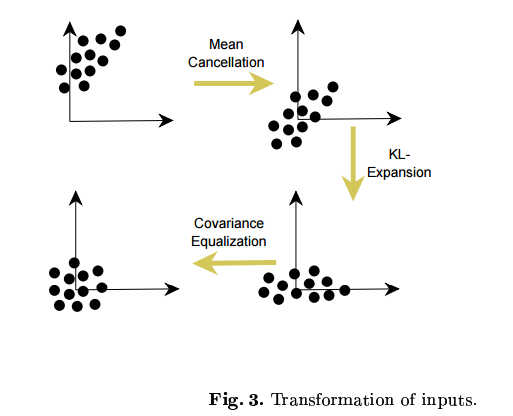 Mean
Cancellation
KL-
Expansion
Covariance
Equalization
Fig. 3. Transformation of inputs.